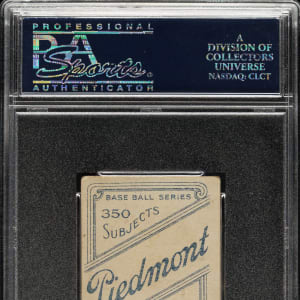 PROFESSIONAL
PSA
Sports
AUTHENTICATOR
A
DIVISION OF
COLLECTORS
UNIVERSE
NASDAQ: CLCT
BASE BALL SERIES
350
SUBJECTS
Piedmont